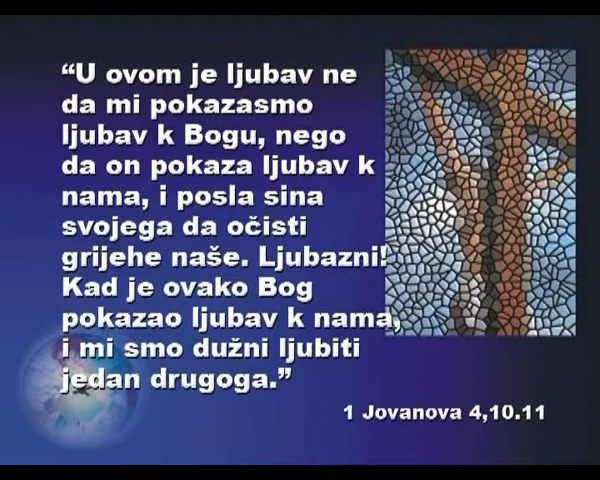 “U ovom je ljubav ne
da mi pokazasmo
ljubav k Bogu, nego
da on pokaza ljubav k
nama, i posla sina
svojega da očisti
grijehe naše. Ljubazni!
Kad je ovako Bog
pokazao ljubav k nama,
i mi smo dužni ljubiti
jedan drugoga.”
1 Jovanova 4,10.11